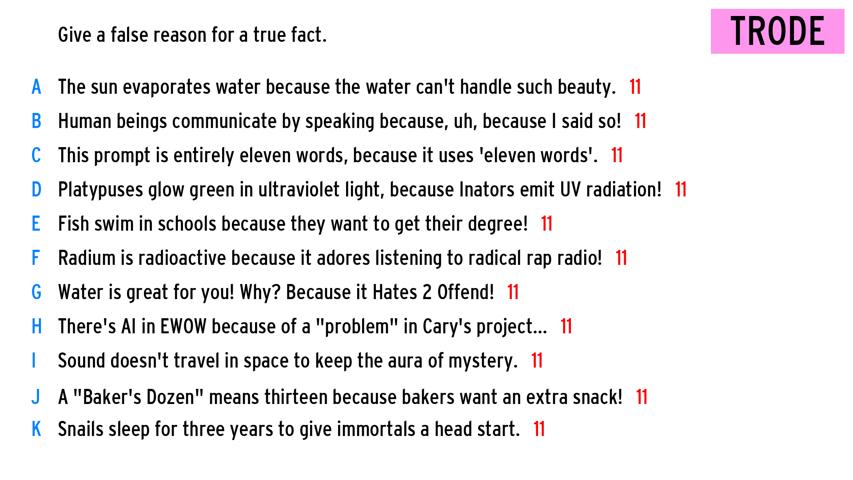 Give a false reason for a true fact.
TRODE
A The sun evaporates water because the water can't handle such beauty. 11
B Human beings communicate by speaking because, uh, because I said so! 11
C This prompt is entirely eleven words, because it uses 'eleven words'. 11
D Platypuses glow green in ultraviolet light, because Inators emit UV radiation! 11
E Fish swim in schools because they want to get their degree! 11
F Radium is radioactive because it adores listening to radical rap radio! 11
G Water is great for you! Why? Because it Hates 2 Offend! 11
H There's AI in EWOW because of a "problem" in Cary's project... 11
I Sound doesn't travel in space to keep the aura of mystery. 11
J A "Baker's Dozen" means thirteen because bakers want an extra snack! 11
K Snails sleep for three years to give immortals a head start. 11